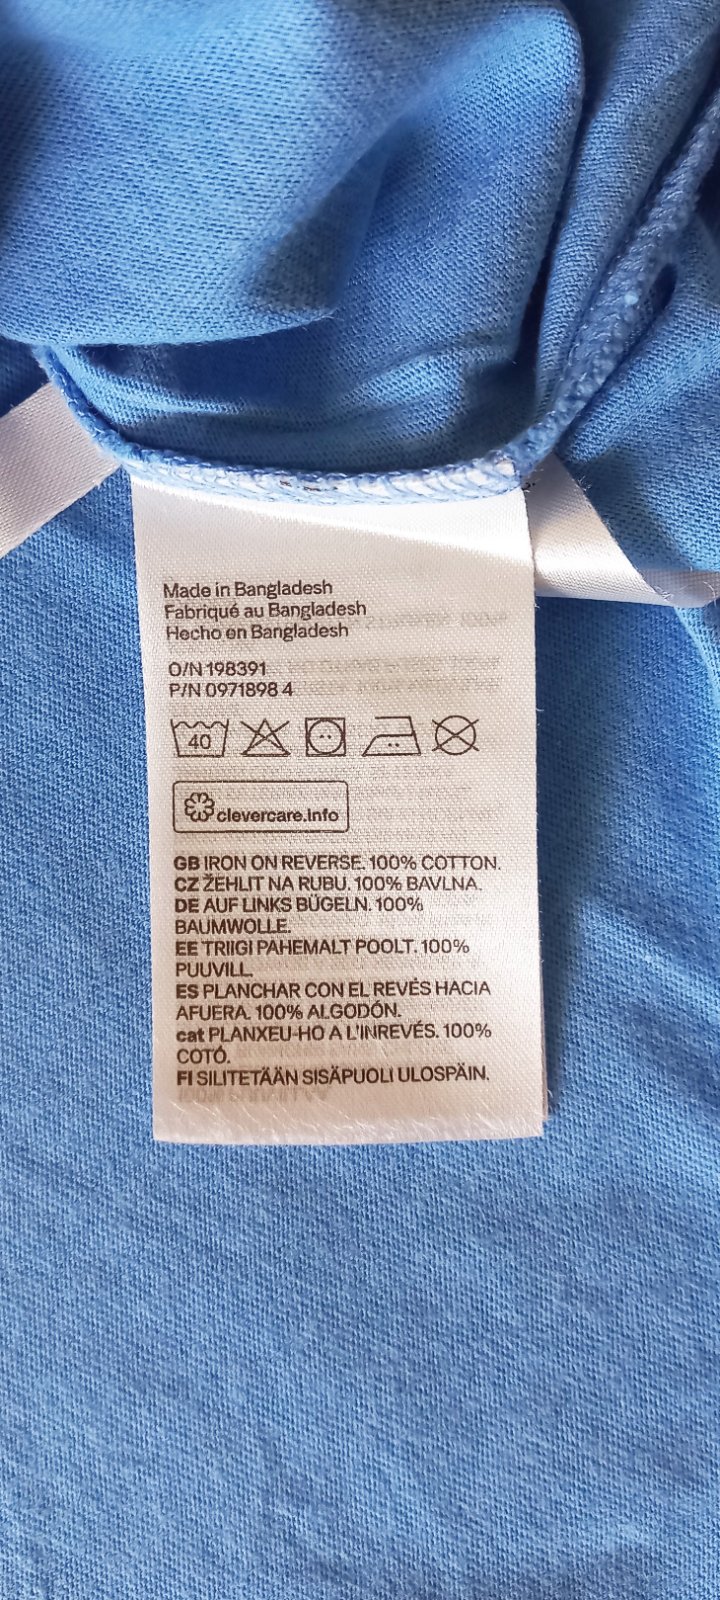 Made in Bangladesh
Fabriqué au Bangladesh
Hecho en Bangladesh
O/N 198391
P/N 0971898 4
40
clevercare.info
GB IRON ON REVERSE. 100% COTTON.
CZ ŽEHLIT NA RUBU. 100% BAVLNA.
DE AUF LINKS BÜGELN. 100%
BAUMWOLLE.
EE TRIIGI PAHEMALT POOLT. 100%
PUUVILL.
ES PLANCHAR CON EL REVÉS HACIA
AFUERA. 100% ALGODÓN.
cat PLANXEU-HO A L'INREVÉS. 100%
COTÓ.
FI SILITETÄÄN SISÄPUOLI ULOSPÄIN.